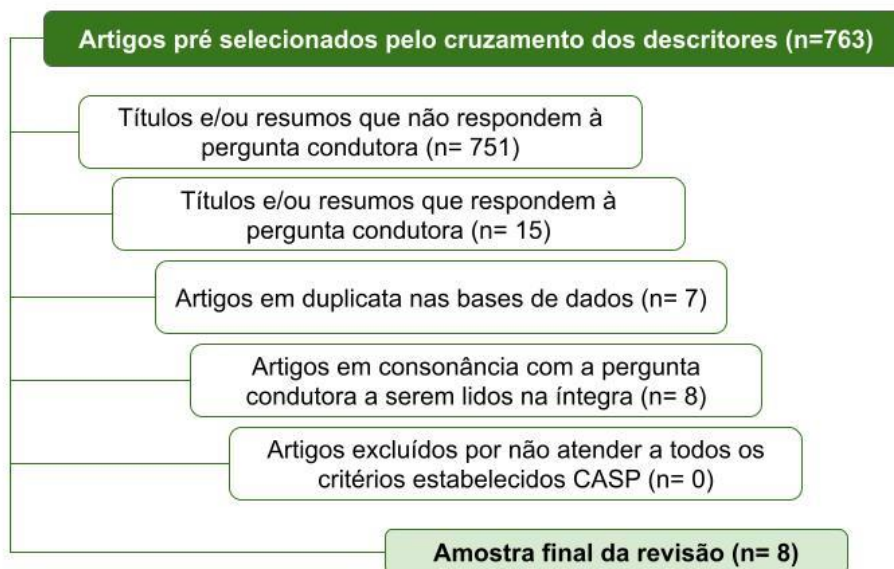 Artigos pré selecionados pelo cruzamento dos descritores (n=763)
Títulos e/ou resumos que não respondem à
pergunta condutora (n= 751)
Títulos e/ou resumos que respondem à
pergunta condutora (n= 15)
Artigos em duplicata nas bases de dados (n= 7)
Artigos em consonância com a pergunta
condutora a serem lidos na íntegra (n= 8)
Artigos excluídos por não atender a todos os
critérios estabelecidos CASP (n= 0)
Amostra final da revisão (n= 8)